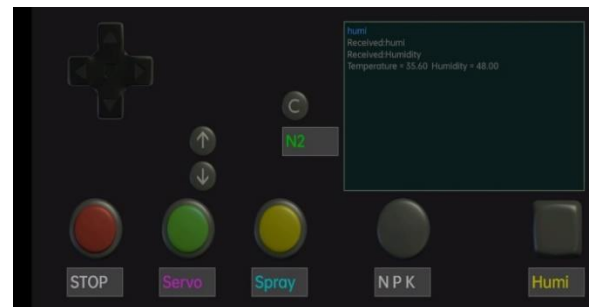 humi
Received:humi
Received:Humidity
Temperature = 35.60 Humidity = 48.00
C
N2
STOP
Servo
Spray
N P K
Humi